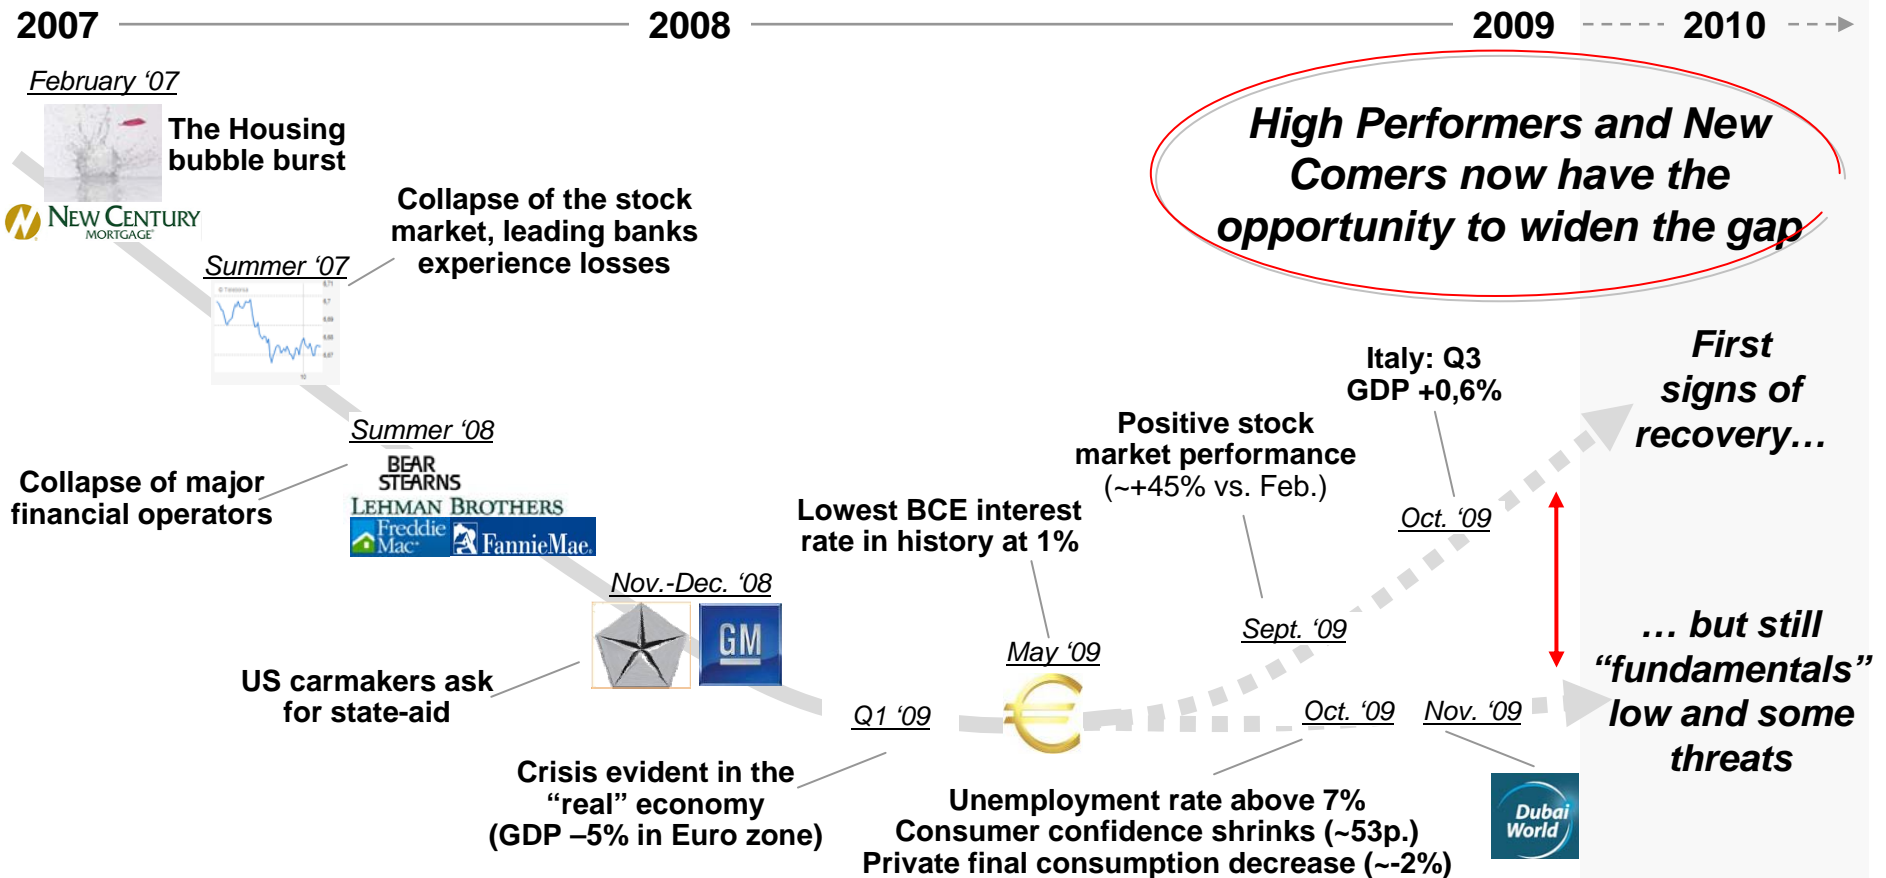 2007
2008
2009
2010
February ‘07
The Housing
bubble burst
NEW CENTURY
MORTGAGE
Summer ‘07
Collapse of the stock
market, leading banks
experience losses
High Performers and New
Comers now have the
opportunity to widen the gap
Summer ‘08
BEAR
STEARNS
LEHMAN BROTHERS
Freddie
Mac
FannieMae.
Collapse of major
financial operators
Nov.-Dec. ‘08
GM
US carmakers ask
for state-aid
Q1 ‘09
Crisis evident in the
“real” economy
(GDP –5% in Euro zone)
Lowest BCE interest
rate in history at 1%
May ‘09
€
Positive stock
market performance
(~+45% vs. Feb.)
Sept. ‘09
Italy: Q3
GDP +0,6%
Oct. ‘09
First
signs of
recovery…
Oct. ‘09
Unemployment rate above 7%
Consumer confidence shrinks (~53p.)
Private final consumption decrease (~-2%)
Nov. ‘09
Dubai
World
… but still
“fundamentals”
low and some
threats